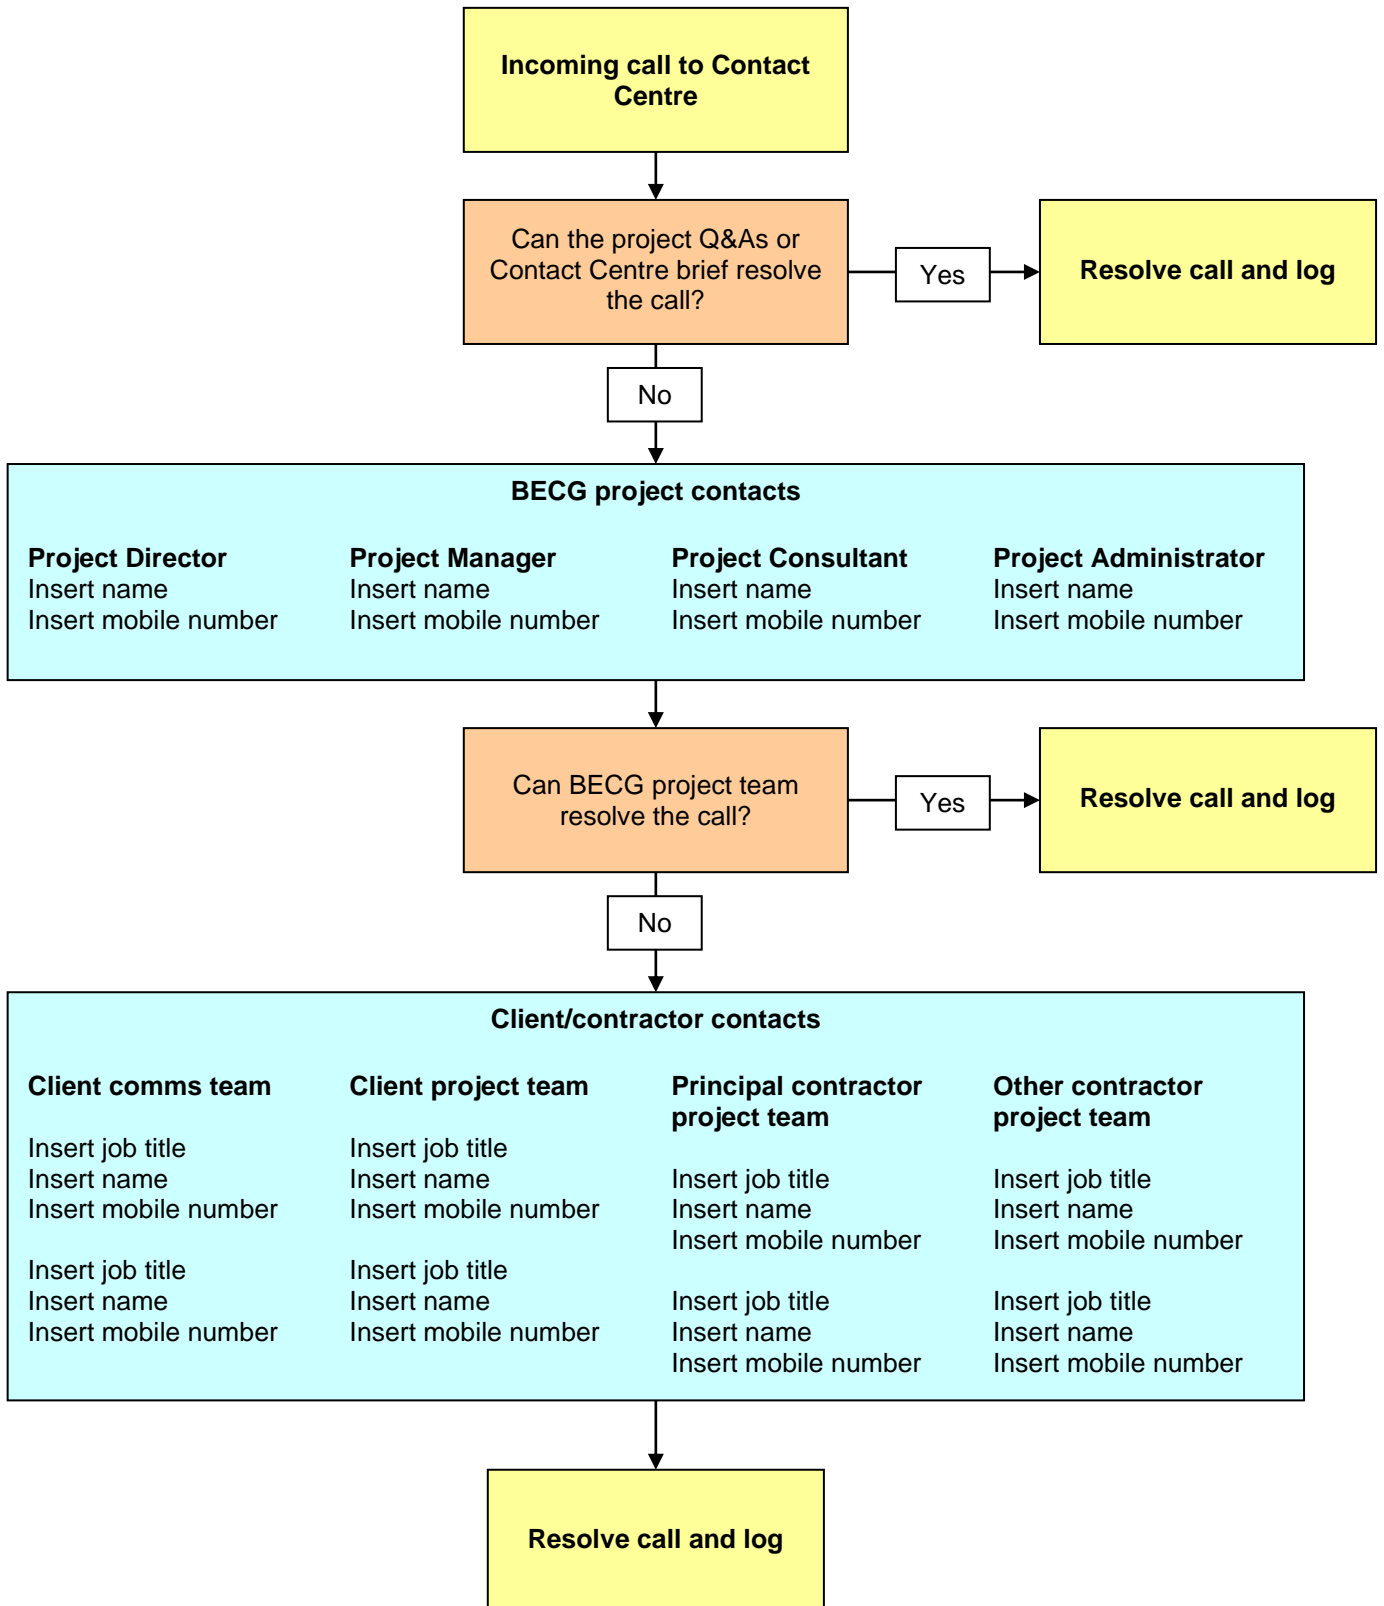 Incoming call to Contact
Centre
Can the project Q&As or
Contact Centre brief resolve
the call?
Yes
Resolve call and log
No
BECG project contacts
Project Director
Insert name
Insert mobile number
Project Manager
Insert name
Insert mobile number
Project Consultant
Insert name
Insert mobile number
Project Administrator
Insert name
Insert mobile number
Can BECG project team
resolve the call?
Yes
Resolve call and log
No
Client/contractor contacts
Client comms team
Insert job title
Insert name
Insert mobile number
Insert job title
Insert name
Insert mobile number
Client project team
Insert job title
Insert name
Insert mobile number
Insert job title
Insert name
Insert mobile number
Principal contractor
project team
Insert job title
Insert name
Insert mobile number
Insert job title
Insert name
Insert mobile number
Other contractor
project team
Insert job title
Insert name
Insert mobile number
Insert job title
Insert name
Insert mobile number
Resolve call and log